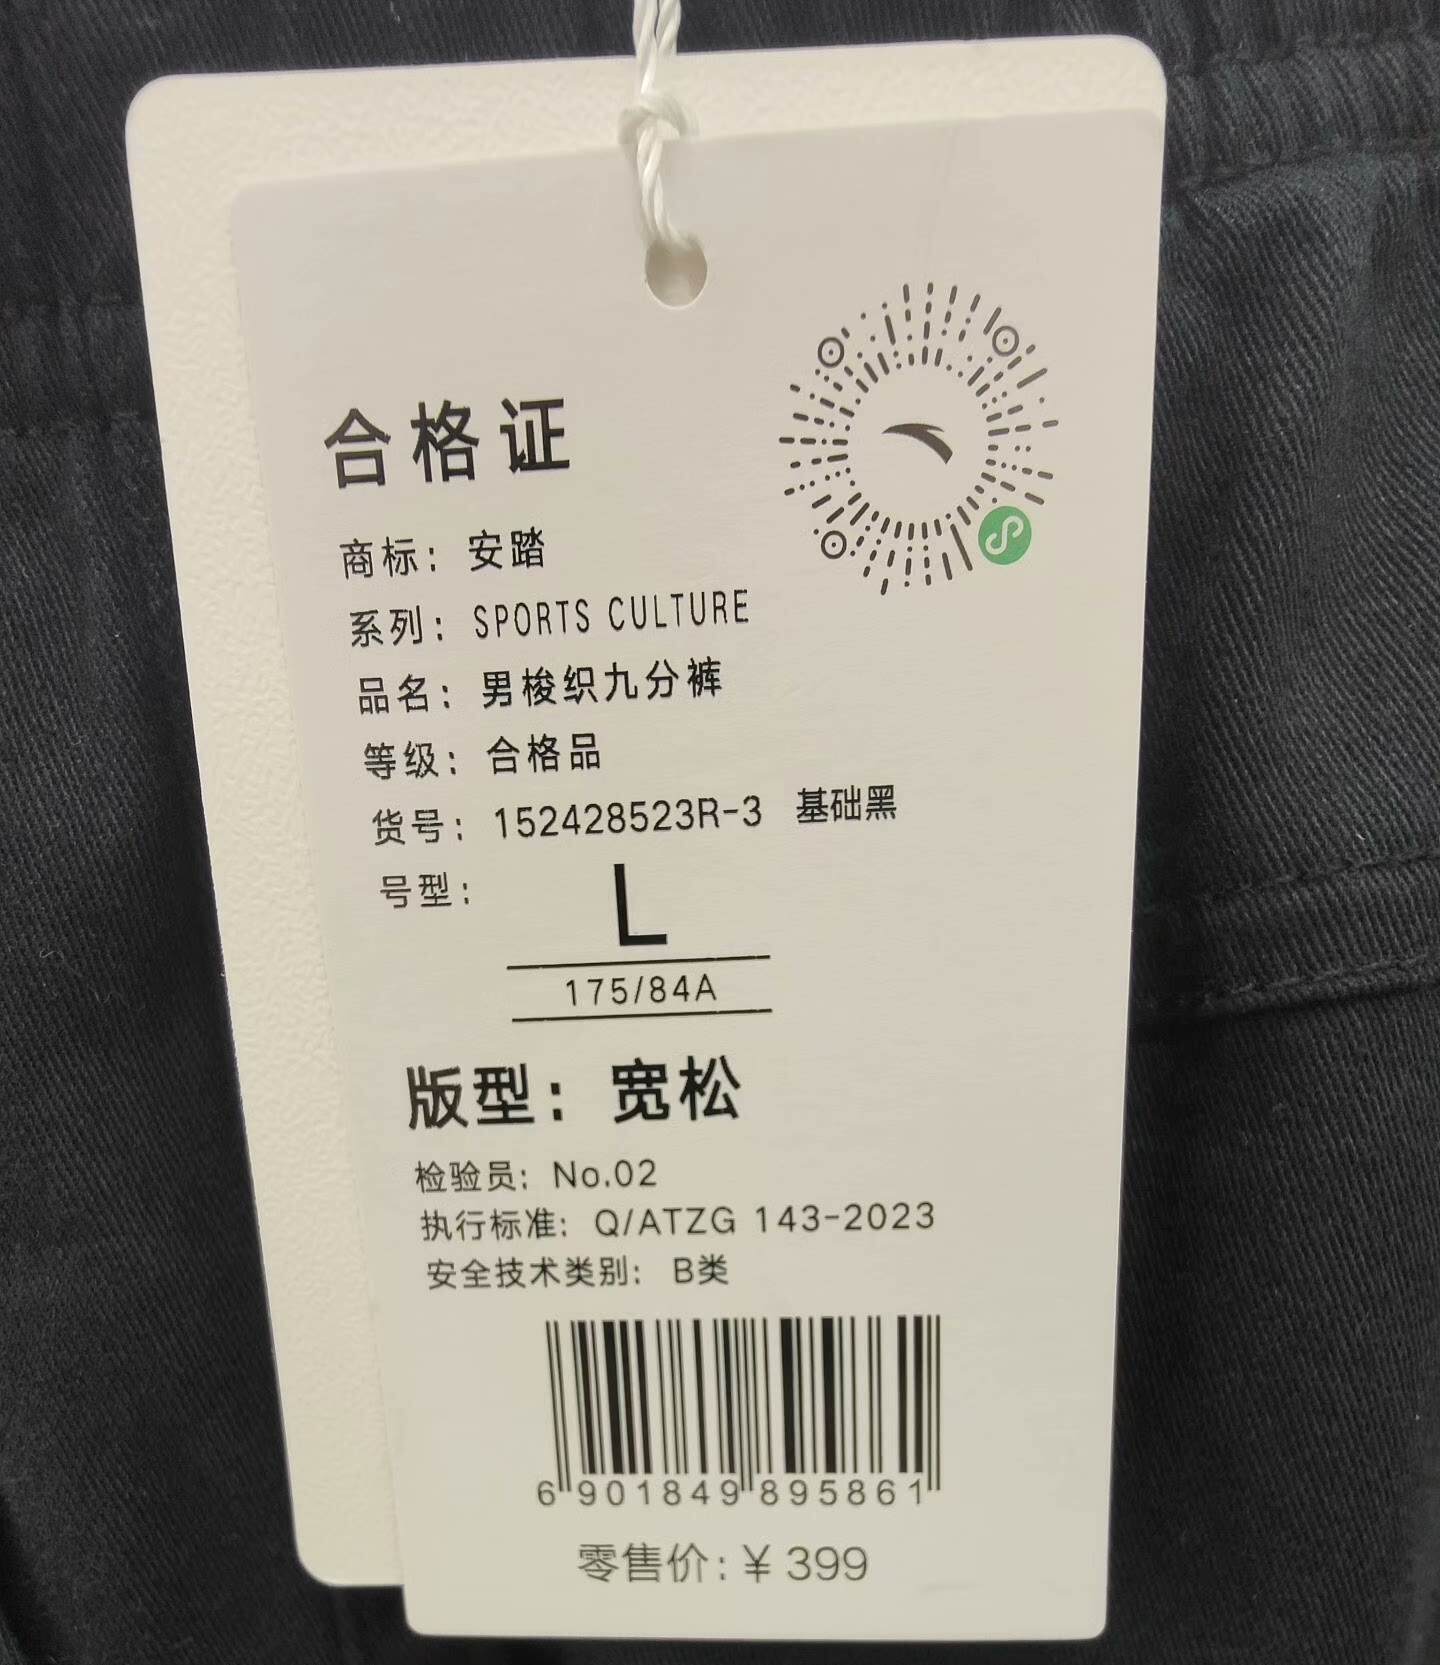 合格证
商标：安踏
系列：SPORTS CULTURE
品名：男梭织九分裤
等级：合格品
货号：152428523R-3 基础黑
号型：L
175/84A
版型：宽松
检验员：No.02
执行标准：Q/ATZG 143-2023
安全技术类别：B类
6 901849 895861
零售价：¥ 399